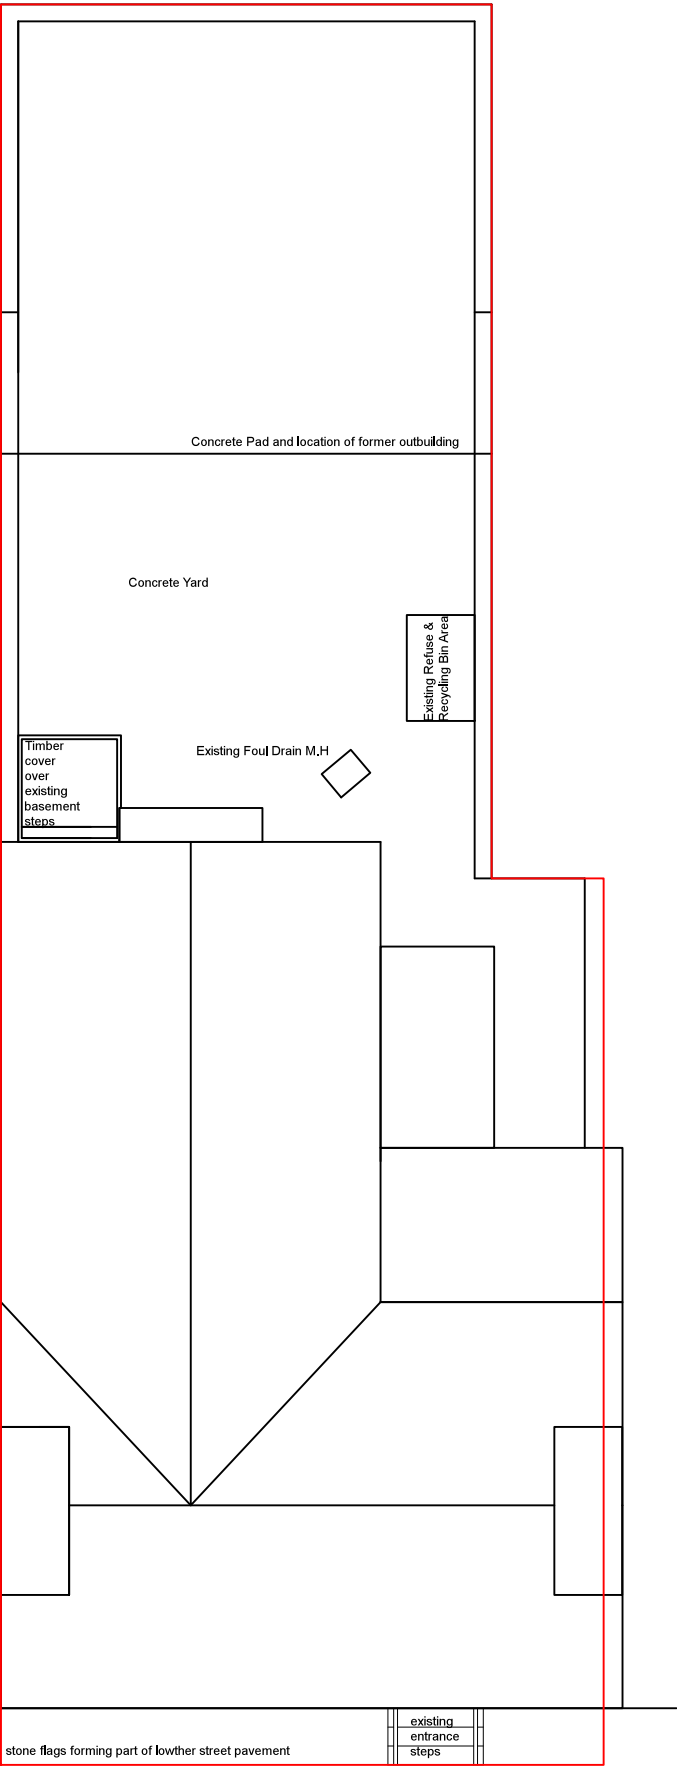 Concrete Pad and location of former outbuilding
Concrete Yard
Existing Refuse &
Recycling Bin Area
Timber
cover
over
existing
basement
steps
Existing Foul Drain M.H
existing
entrance
steps
stone flags forming part of lowther street pavement